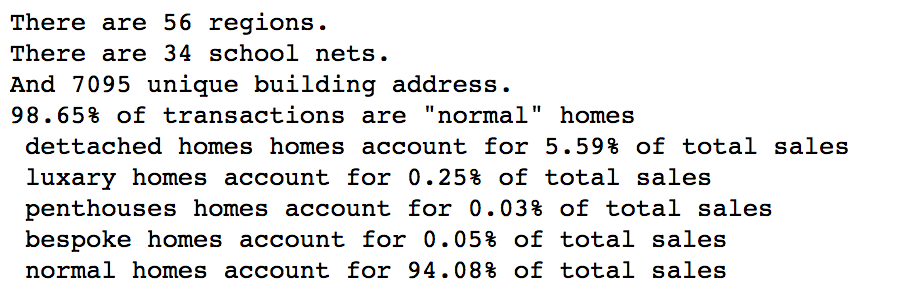 There are 56 regions.
There are 34 school nets.
And 7095 unique building address.
98.65% of transactions are "normal" homes
dettached homes homes account for 5.59% of total sales
luxary homes account for 0.25% of total sales
penthouses homes account for 0.03% of total sales
bespoke homes account for 0.05% of total sales
normal homes account for 94.08% of total sales